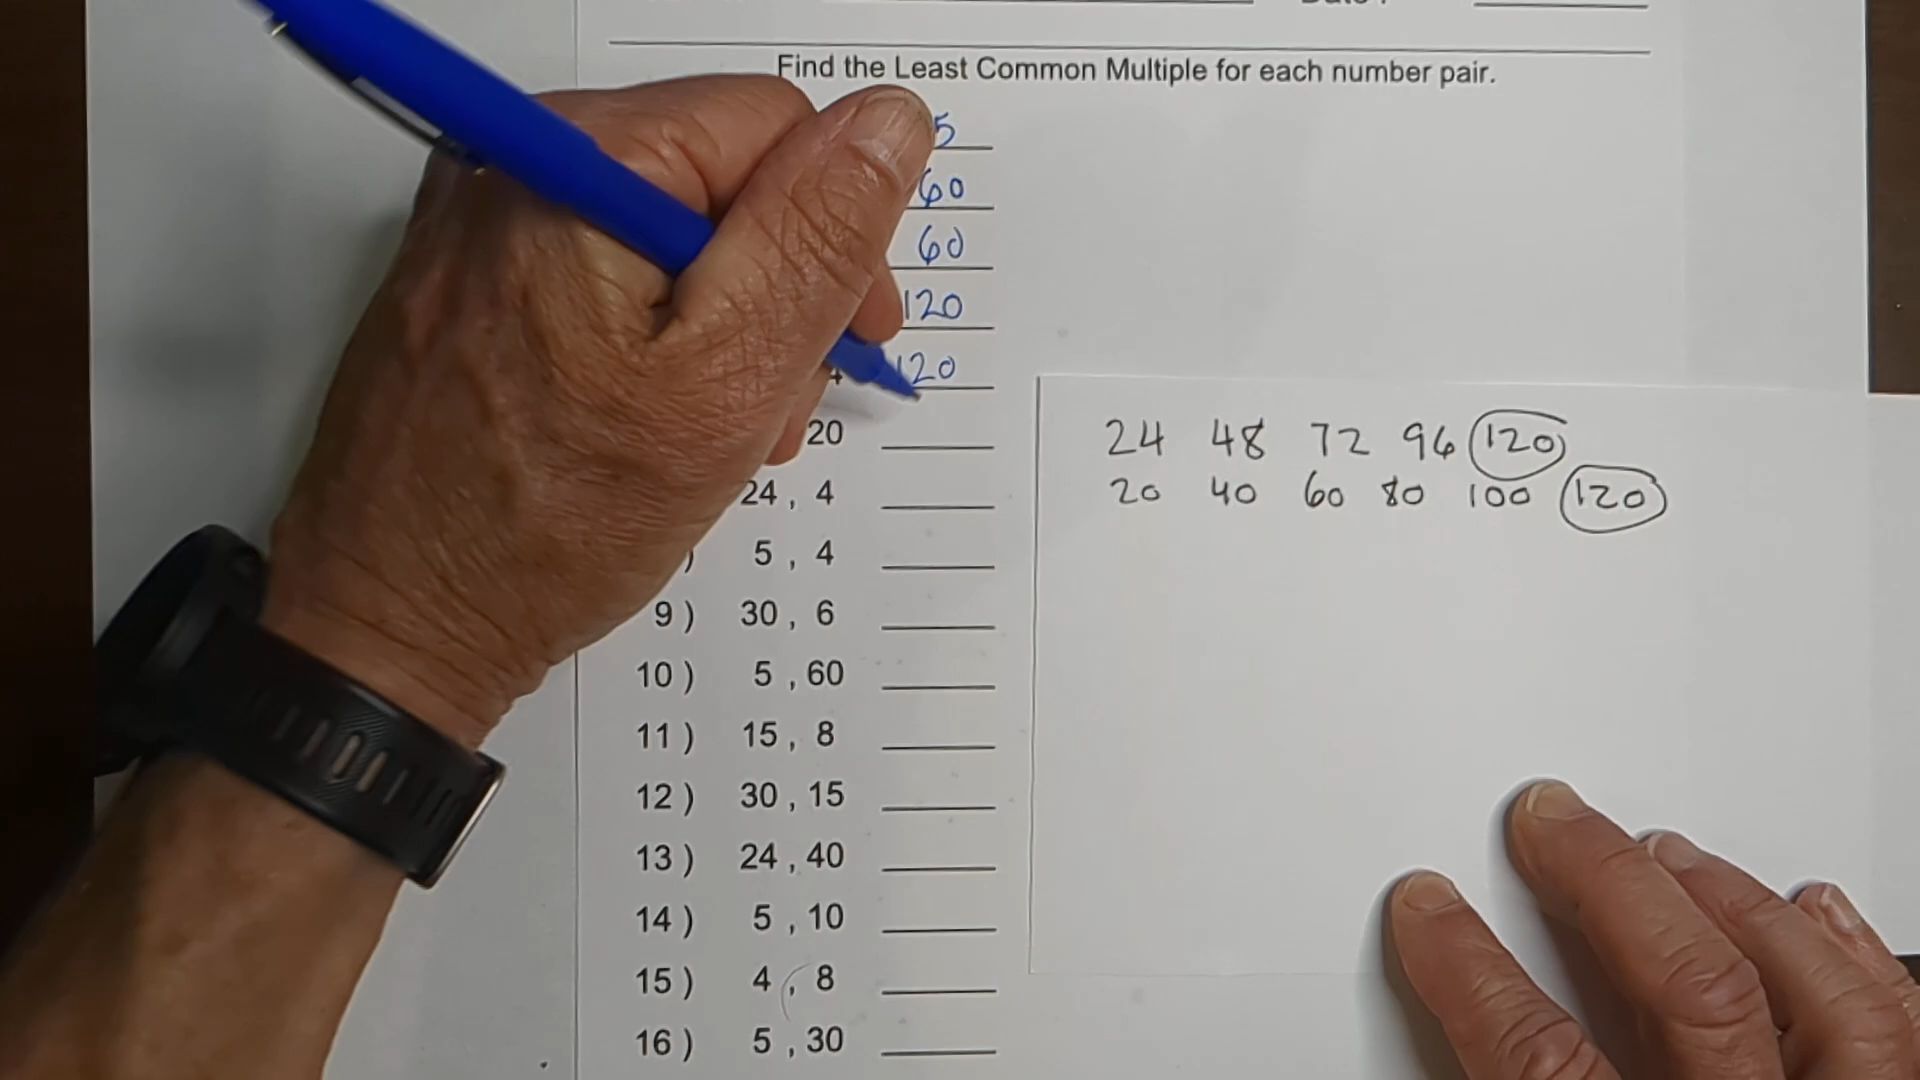 Find the Least Common Multiple for each number pair.
5
60
60
120
4 120
20
24 , 4
) 5 , 4
9 ) 30 , 6
10 ) 5 , 60
11 ) 15 , 8
12 ) 30 , 15
13 ) 24 , 40
14 ) 5 , 10
15 ) 4 , 8
16 ) 5 , 30
24 48 72 96 120
20 40 60 80 100 120